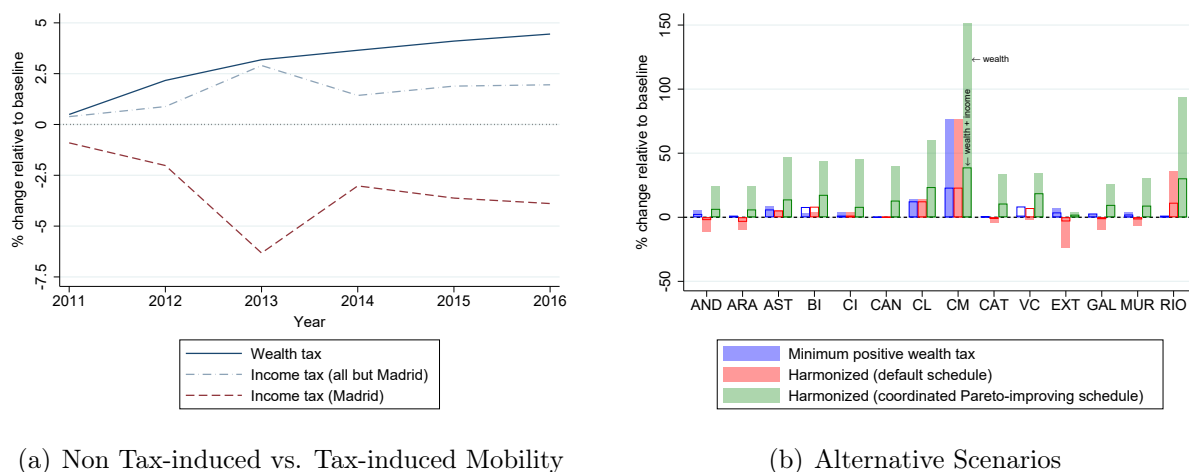 % change relative to baseline
5
2.5
0
-2.5
-5
-7.5
2011 2012 2013 2014 2015 2016
Year
Wealth tax
Income tax (all but Madrid)
Income tax (Madrid)
(a) Non Tax-induced vs. Tax-induced Mobility
% change relative to baseline
150
100
50
0
-50
← wealth
← wealth + income
AND ARA AST BI CI CAN CL CM CAT VC EXT GAL MUR RIO
Minimum positive wealth tax
Harmonized (default schedule)
Harmonized (coordinated Pareto-improving schedule)
(b) Alternative Scenarios